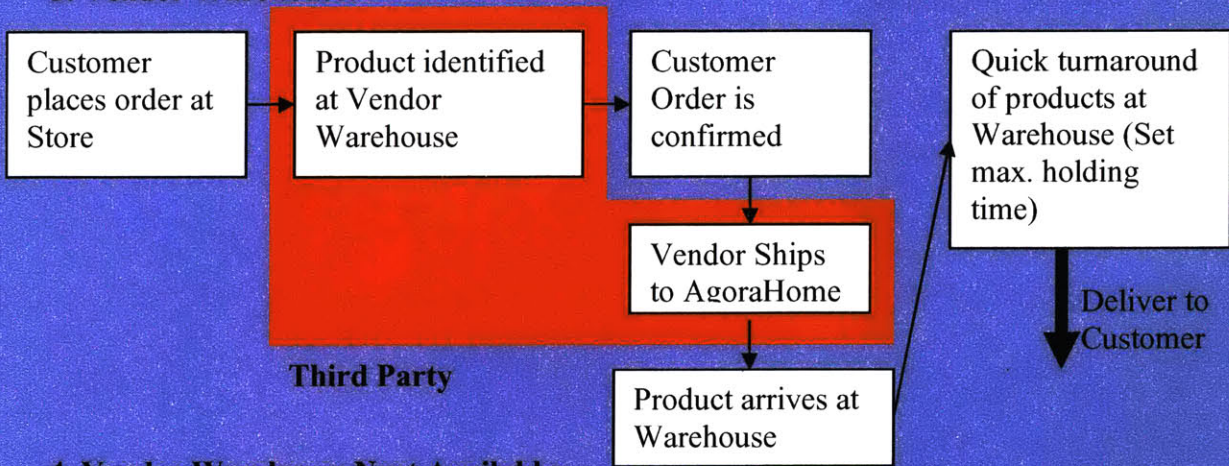 Customer
places order at
Store
Product identified
at Vendor
Warehouse
Customer
Order is
confirmed
Quick turnaround
of products at
Warehouse (Set
max. holding
time)
Vendor Ships
to AgoraHome
Deliver to
Customer
Third Party
Product arrives at
Warehouse